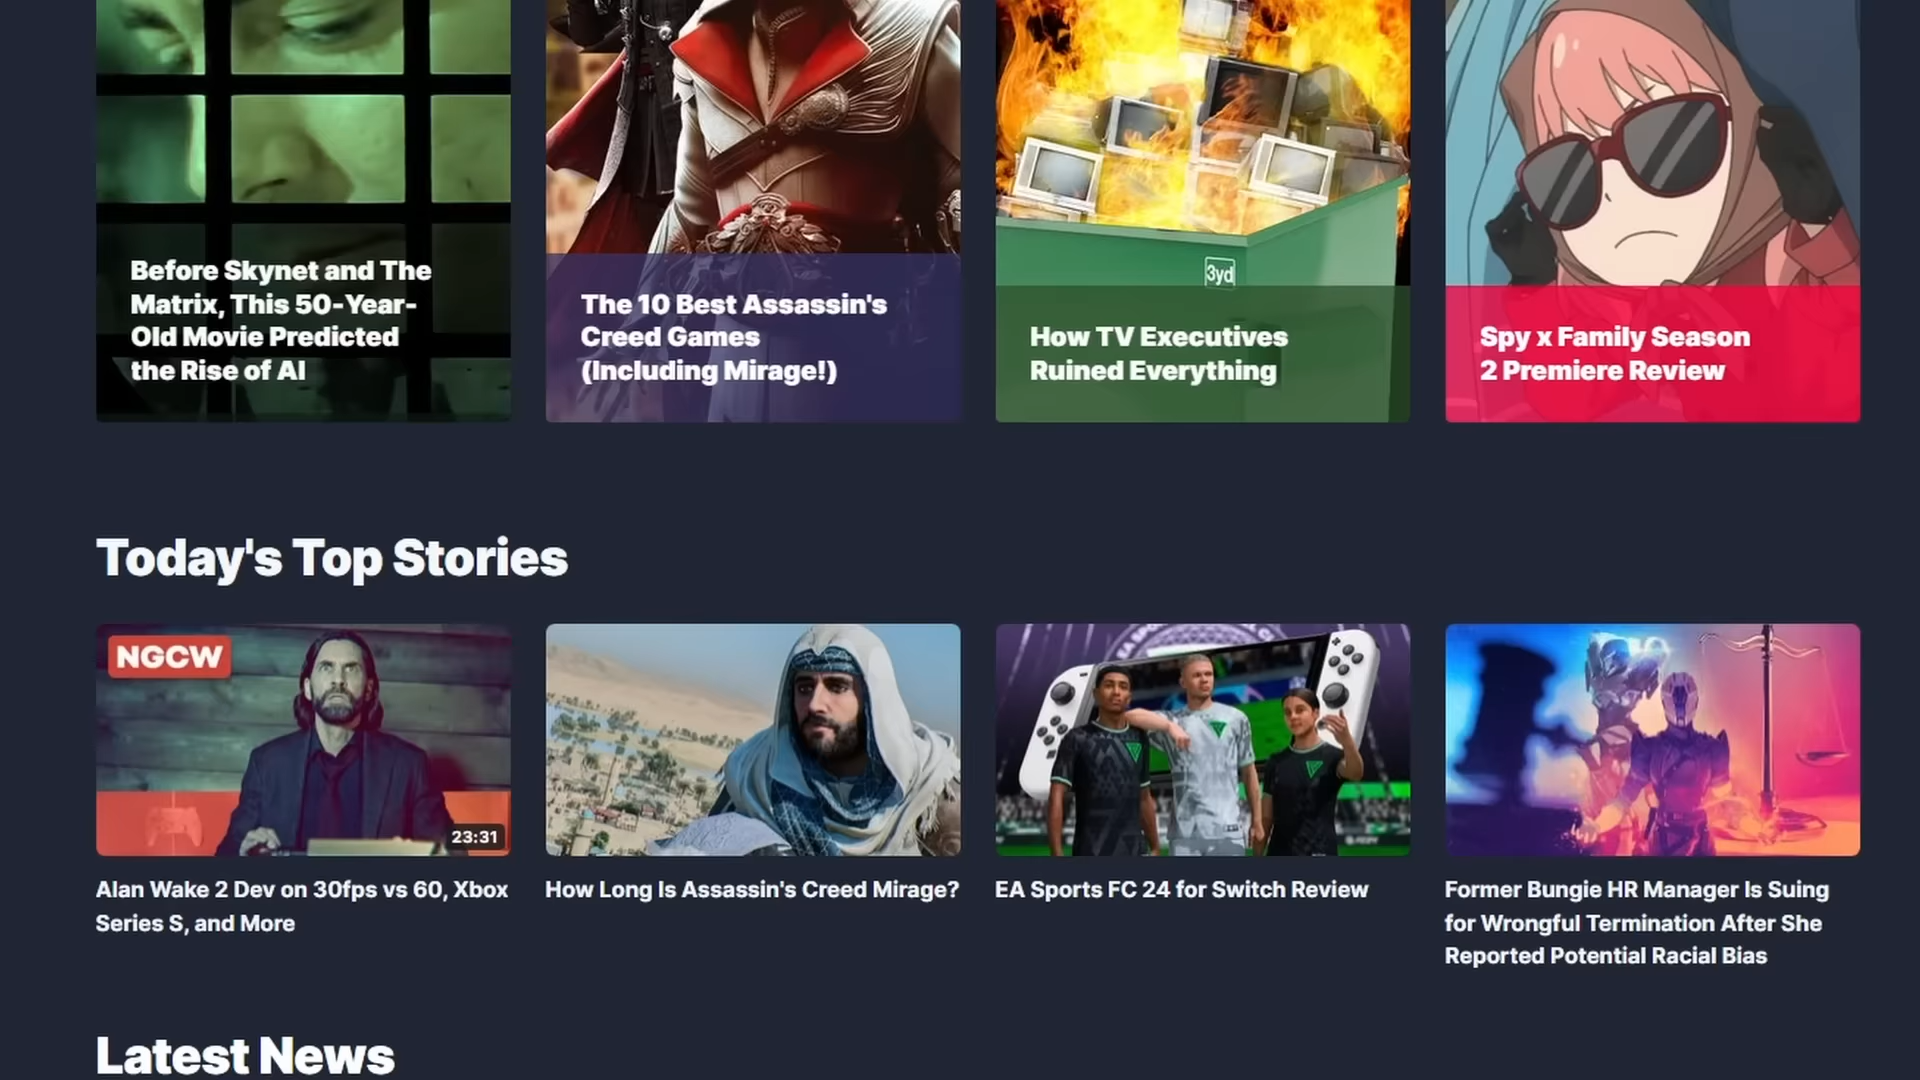 Before Skynet and The
Matrix, This 50-Year-
Old Movie Predicted
the Rise of AI
The 10 Best Assassin's
Creed Games
(Including Mirage!)
3yd
How TV Executives
Ruined Everything
Spy x Family Season
2 Premiere Review
Today's Top Stories
NGCW
23:31
Alan Wake 2 Dev on 30fps vs 60, Xbox
Series S, and More
How Long Is Assassin's Creed Mirage?
EA Sports FC 24 for Switch Review
Former Bungie HR Manager Is Suing
for Wrongful Termination After She
Reported Potential Racial Bias
Latest News